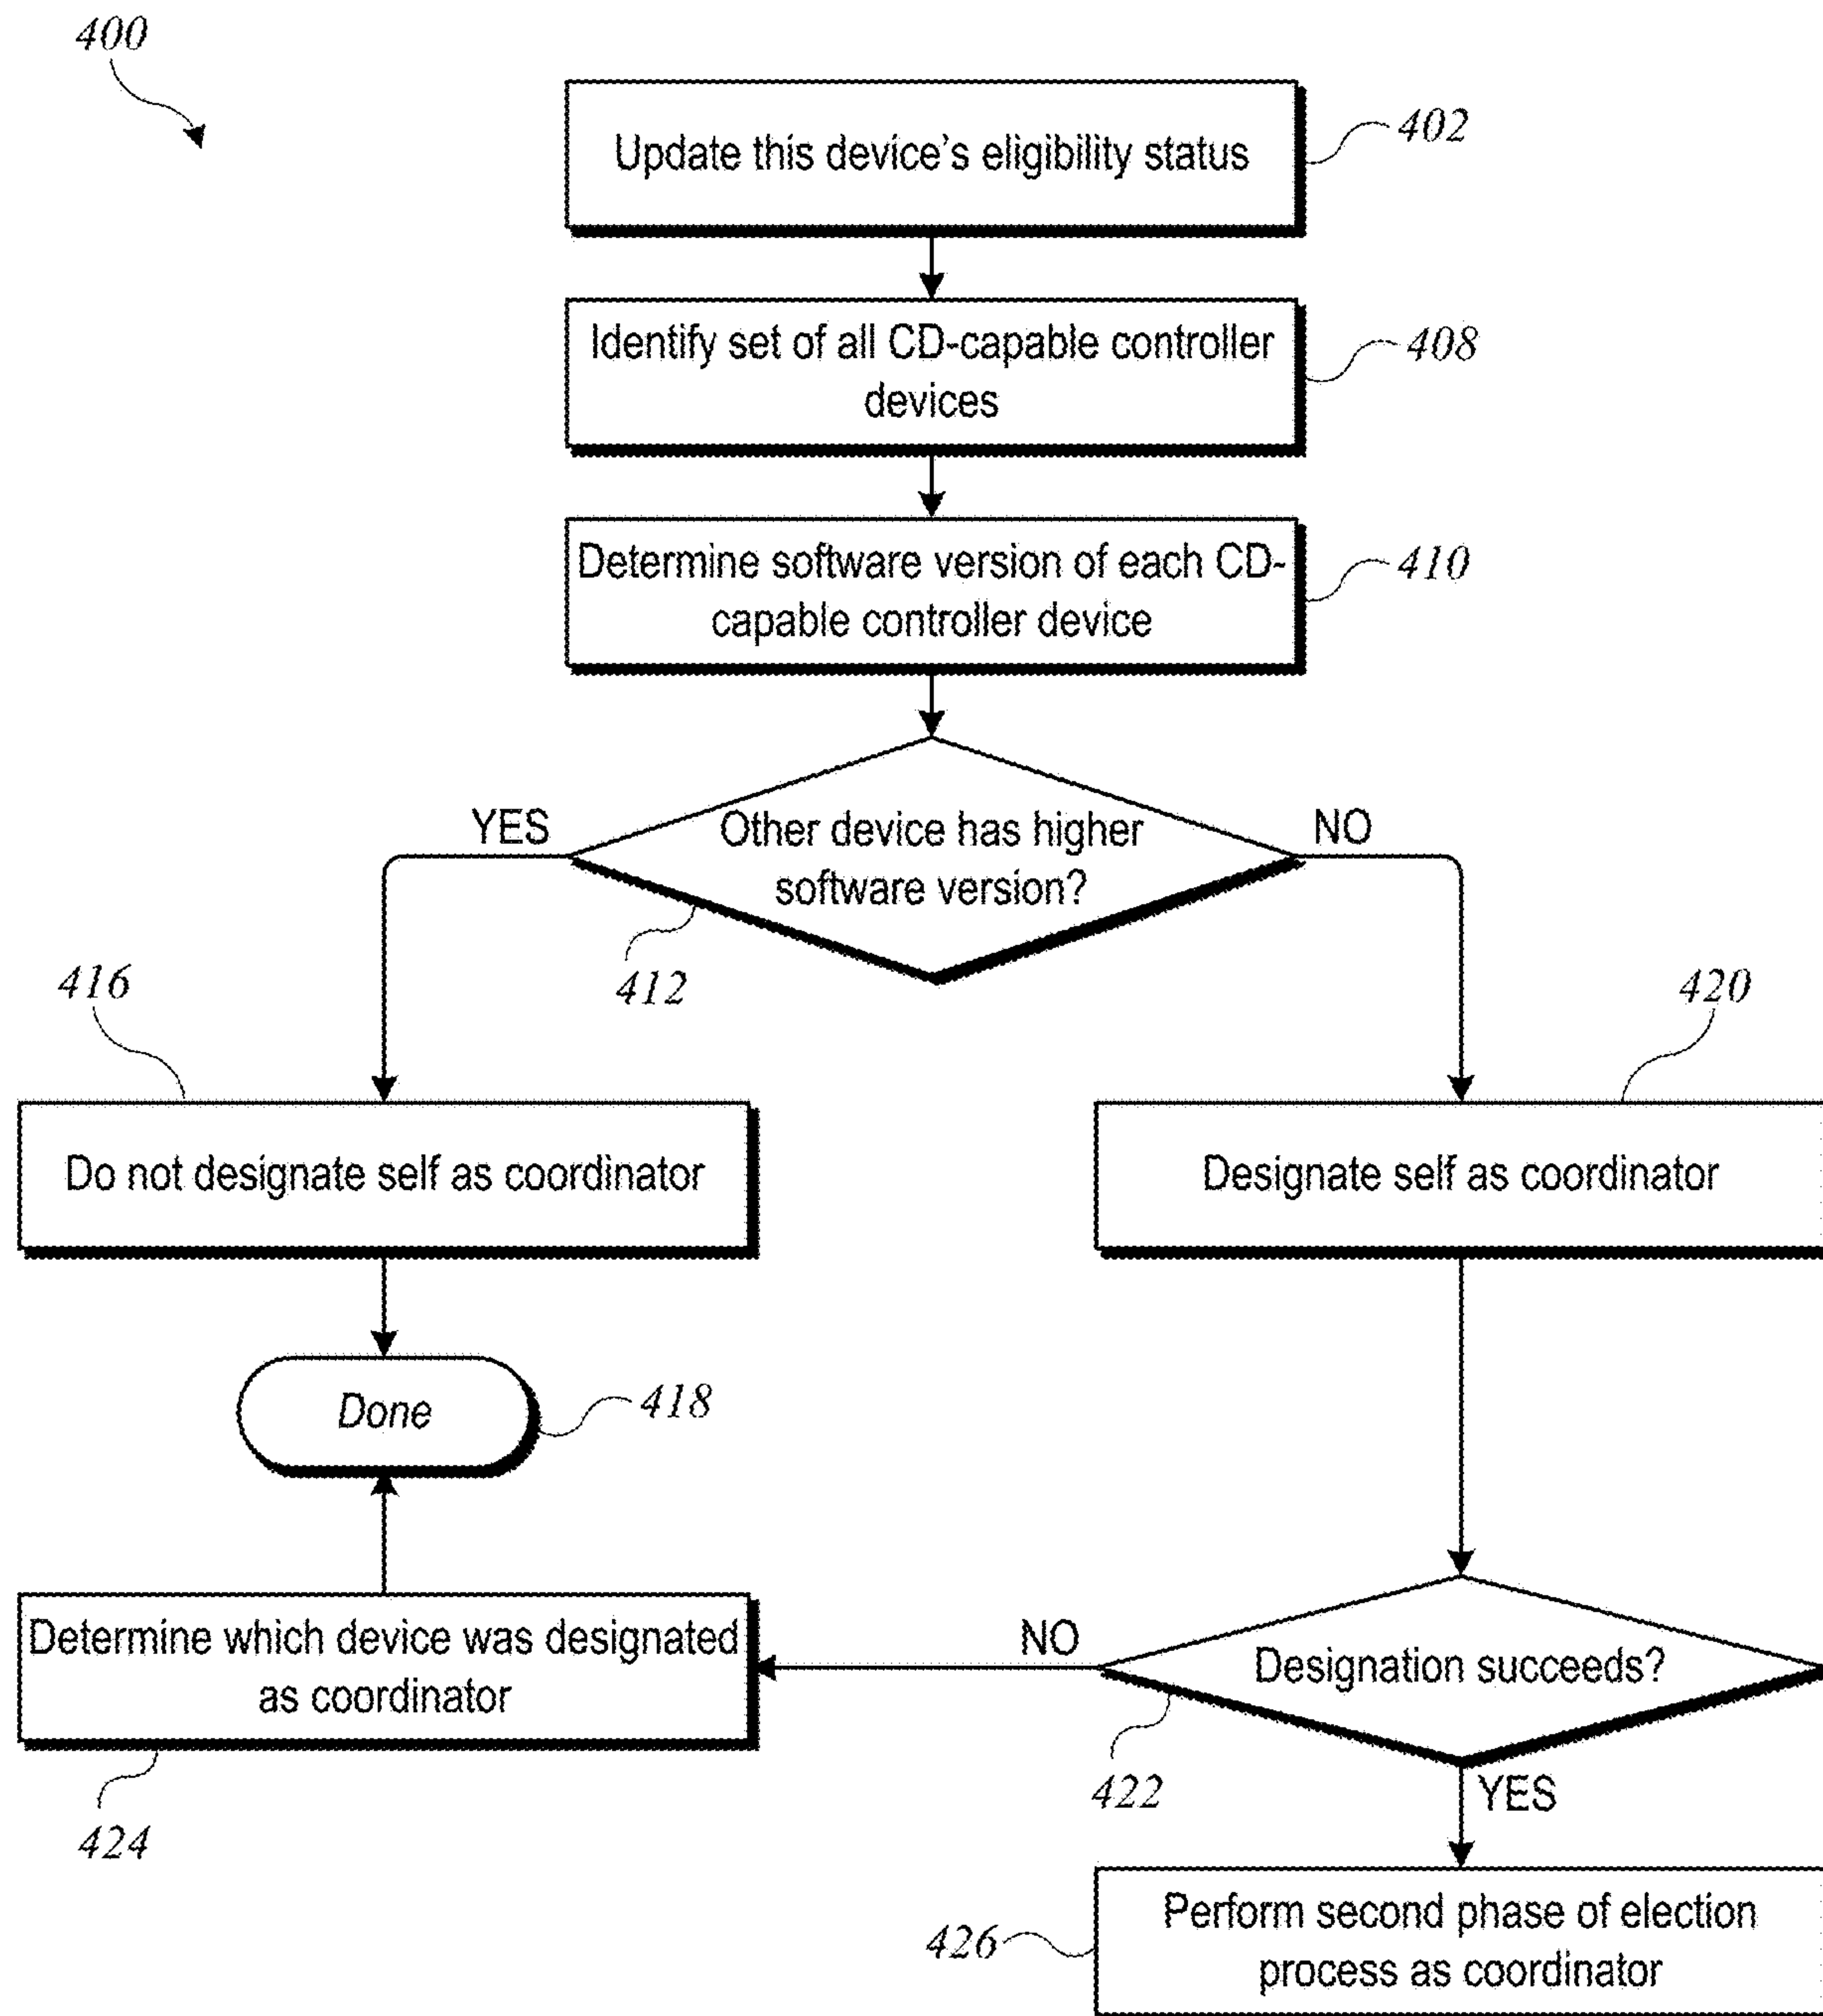 400
Update this device's eligibility status
402
Identify set of all CD-capable controller
devices
408
Determine software version of each CD-
capable controller device
410
YES
Other device has higher
software version?
NO
412
416
420
Do not designate self as coordinator
Designate self as coordinator
Done
418
Determine which device was designated
as coordinator
NO
Designation succeeds?
422
YES
424
Perform second phase of election
process as coordinator
426